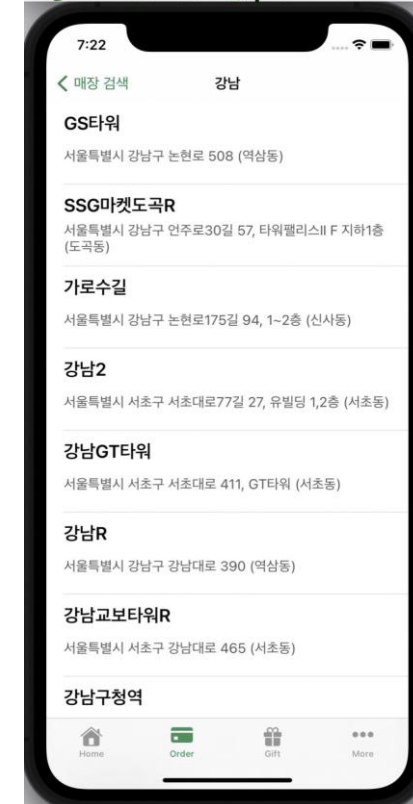 7:22
매장 검색
강남
GS타워
서울특별시 강남구 논현로 508 (역삼동)
SSG마켓도곡R
서울특별시 강남구 언주로30길 57, 타워팰리스II F 지하1층
(도곡동)
가로수길
서울특별시 강남구 논현로175길 94, 1~2층 (신사동)
강남2
서울특별시 서초구 서초대로77길 27, 유빌딩 1,2층 (서초동)
강남GT타워
서울특별시 서초구 서초대로 411, GT타워 (서초동)
강남R
서울특별시 강남구 강남대로 390 (역삼동)
강남교보타워R
서울특별시 서초구 강남대로 465 (서초동)
강남구청역
Home
Order
Gift
More